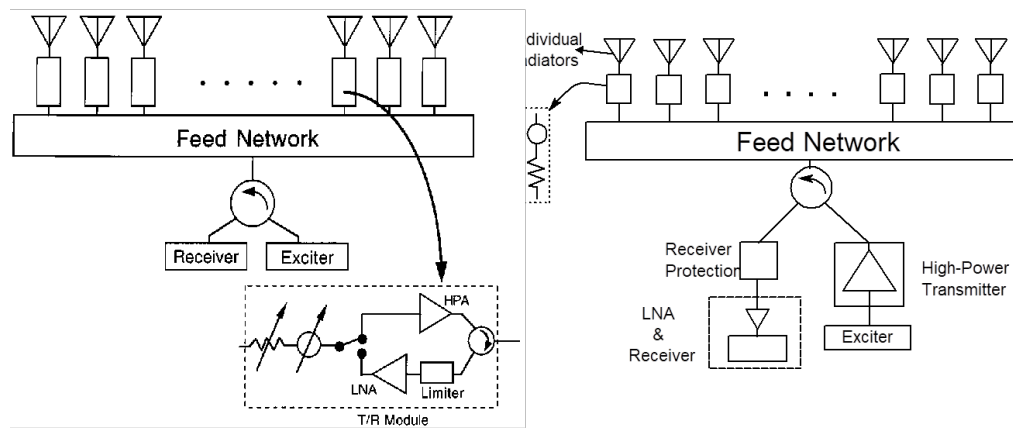 Feed Network
Receiver
Exciter
HPA
LNA
Limiter
T/R Module
dividual
adiators
Feed Network
Receiver
Protection
High-Power
Transmitter
LNA
&
Receiver
Exciter